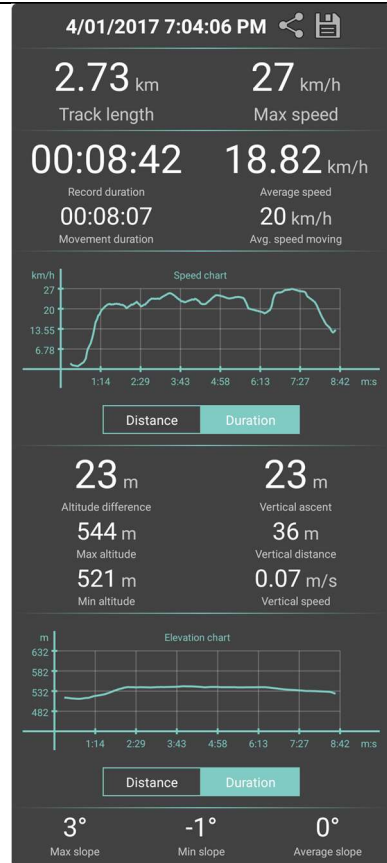 4/01/2017 7:04:06 PM
2.73 km 27 km/h
Track length Max speed
00:08:42 18.82 km/h
Record duration Average speed
00:08:07 20 km/h
Movement duration Avg. speed moving
km/h Speed chart
27
20
13.55
6.78
1:14 2:29 3:43 4:58 6:13 7:27 8:42 m:s
Distance Duration
23 m 23 m
Altitude difference Vertical ascent
544 m 36 m
Max altitude Vertical distance
521 m 0.07 m/s
Min altitude Vertical speed
m Elevation chart
632
582
532
482
1:14 2:29 3:43 4:58 6:13 7:27 8:42 m:s
Distance Duration
3° -1° 0°
Max slope Min slope Average slope